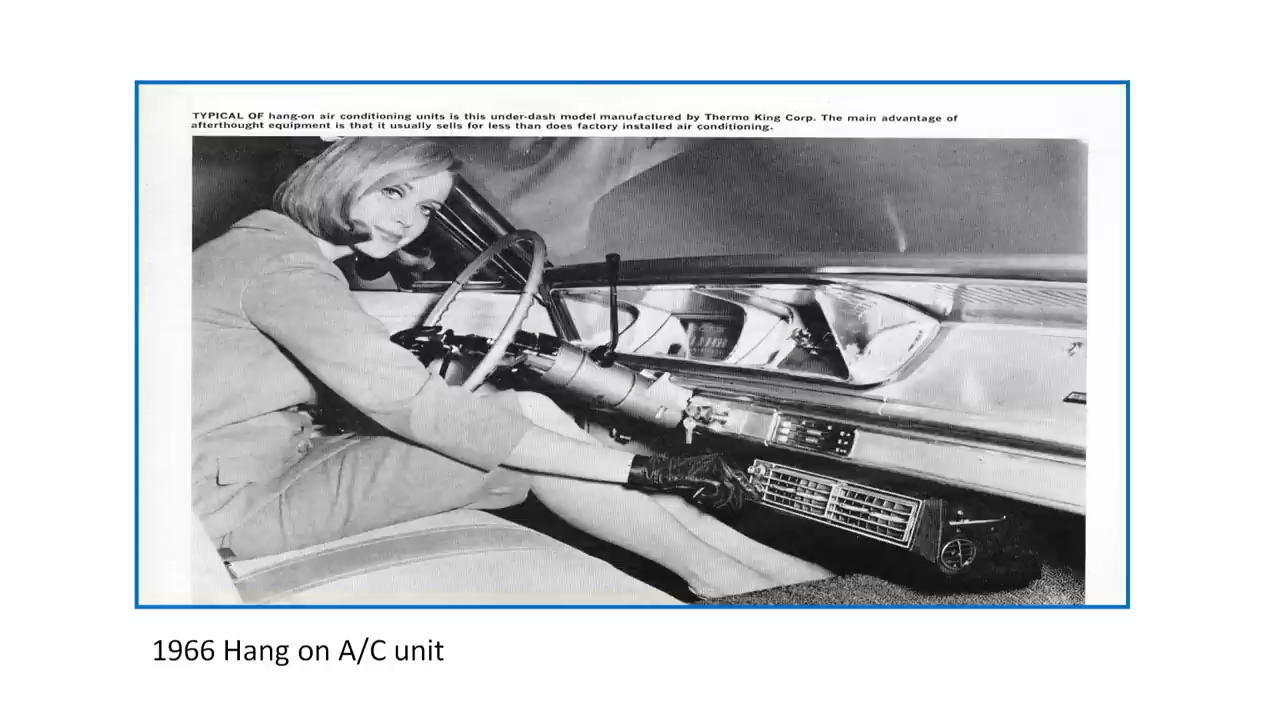 TYPICAL OF hang-on air conditioning units is this under-dash model manufactured by Thermo King Corp. The main advantage of
afterthought equipment is that it usually sells for less than does factory installed air conditioning.
1966 Hang on A/C unit